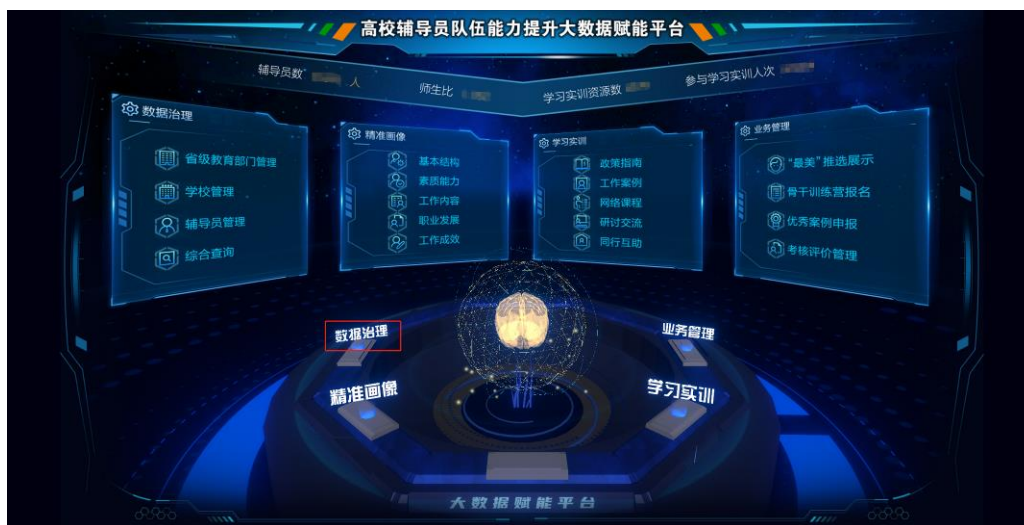 高校辅导员队伍能力提升大数据赋能平台
辅导员数 人
师生比
学习实训资源数
参与学习实训人次
数据治理
省级教育部门管理
学校管理
辅导员管理
综合查询
精准画像
基本结构
素质能力
工作内容
职业发展
工作成效
学习实训
政策指南
工作案例
网络课程
研讨交流
同行互助
业务管理
“最美”推选展示
骨干训练营报名
优秀案例申报
考核评价管理
数据治理
业务管理
精准画像
学习实训
大数据赋能平台